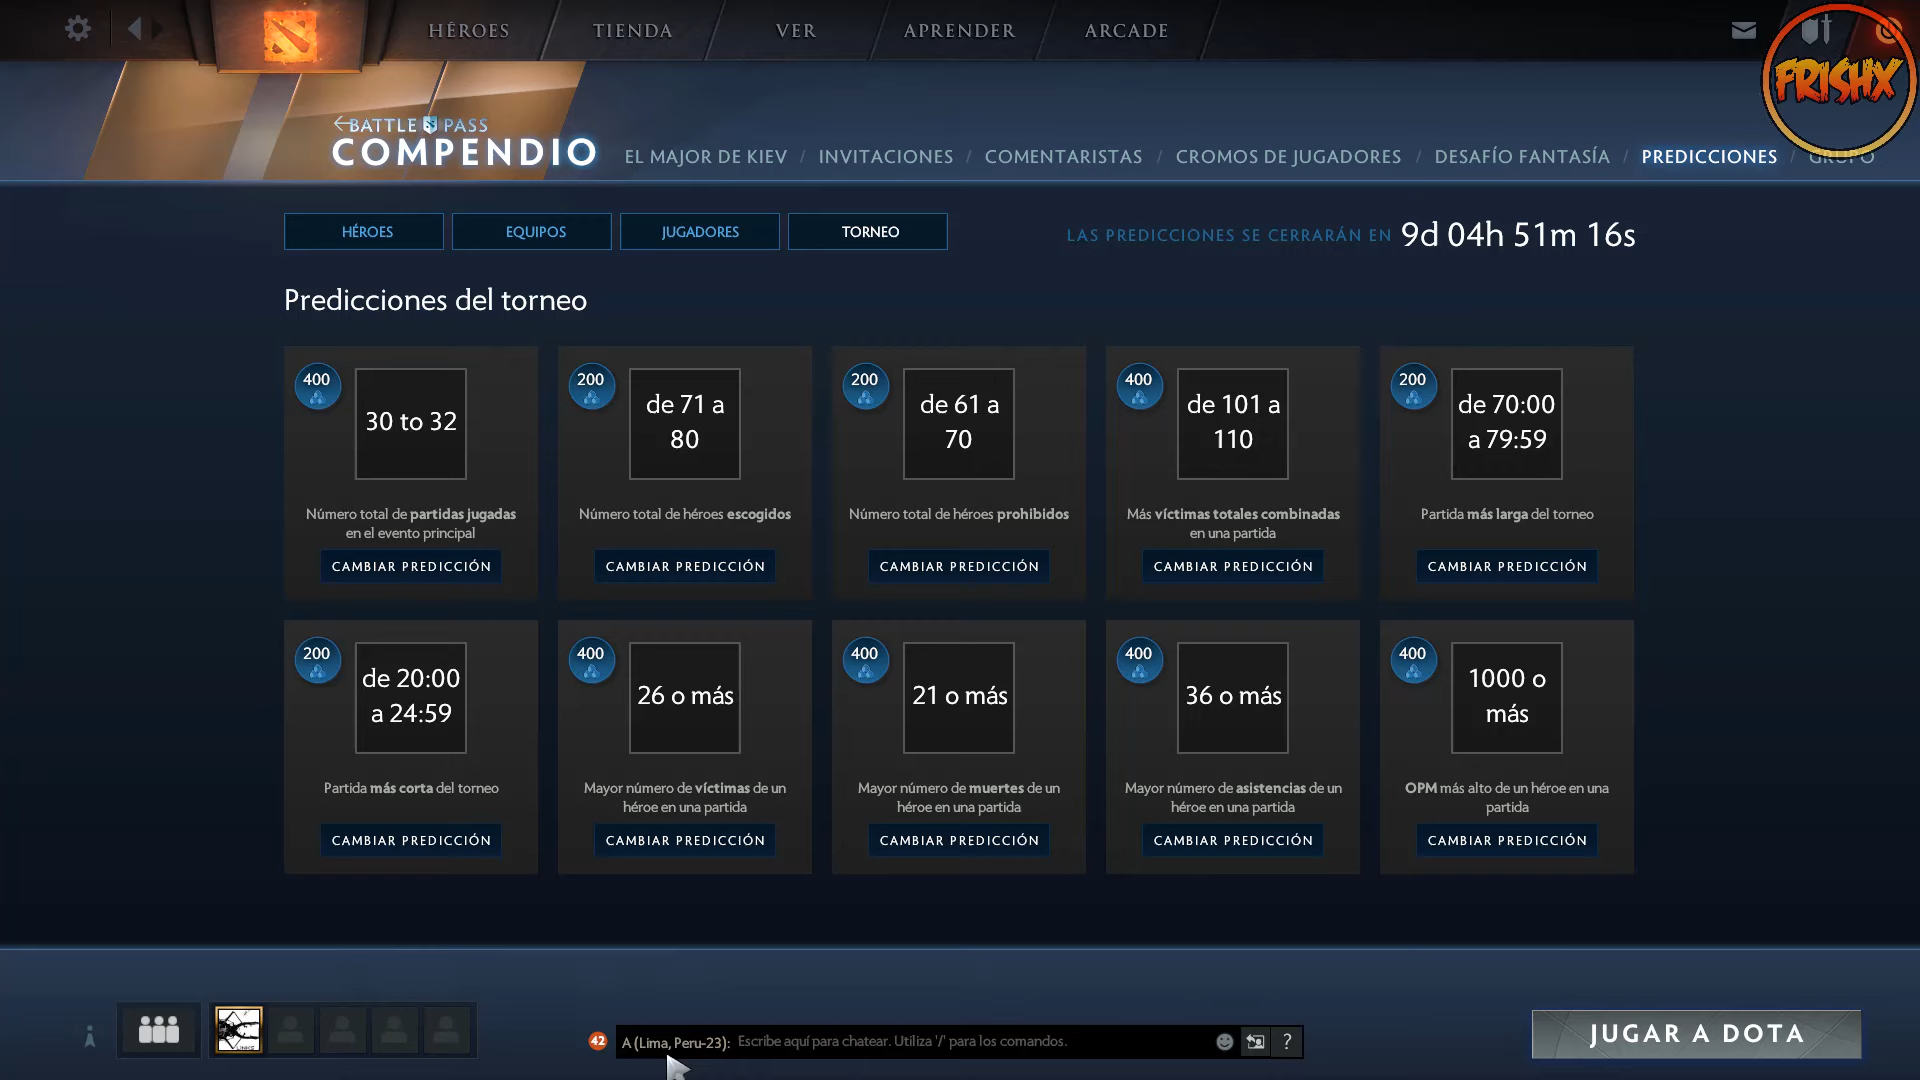 HÉROES
TIENDA
VER
APRENDER
ARCADE
FRISHX
BATTLE PASS
COMPENDIO
EL MAJOR DE KIEV / INVITACIONES / COMENTARISTAS / CROMOS DE JUGADORES / DESAFÍO FANTASÍA / PREDICCIONES / GRUPO
HÉROES
EQUIPOS
JUGADORES
TORNEO
LAS PREDICCIONES SE CERRARÁN EN 9d 04h 51m 16s
Predicciones del torneo
400
30 to 32
Número total de partidas jugadas
en el evento principal
CAMBIAR PREDICCIÓN
200
de 71 a
80
Número total de héroes escogidos
CAMBIAR PREDICCIÓN
200
de 61 a
70
Número total de héroes prohibidos
CAMBIAR PREDICCIÓN
400
de 101 a
110
Más víctimas totales combinadas
en una partida
CAMBIAR PREDICCIÓN
200
de 70:00
a 79:59
Partida más larga del torneo
CAMBIAR PREDICCIÓN
200
de 20:00
a 24:59
Partida más corta del torneo
CAMBIAR PREDICCIÓN
400
26 o más
Mayor número de víctimas de un
héroe en una partida
CAMBIAR PREDICCIÓN
400
21 o más
Mayor número de muertes de un
héroe en una partida
CAMBIAR PREDICCIÓN
400
36 o más
Mayor número de asistencias de un
héroe en una partida
CAMBIAR PREDICCIÓN
400
1000 o
más
OPM más alto de un héroe en una
partida
CAMBIAR PREDICCIÓN
42
A (Lima, Peru-23): Escribe aquí para chatear. Utiliza '/' para los comandos.
?
JUGAR A DOTA